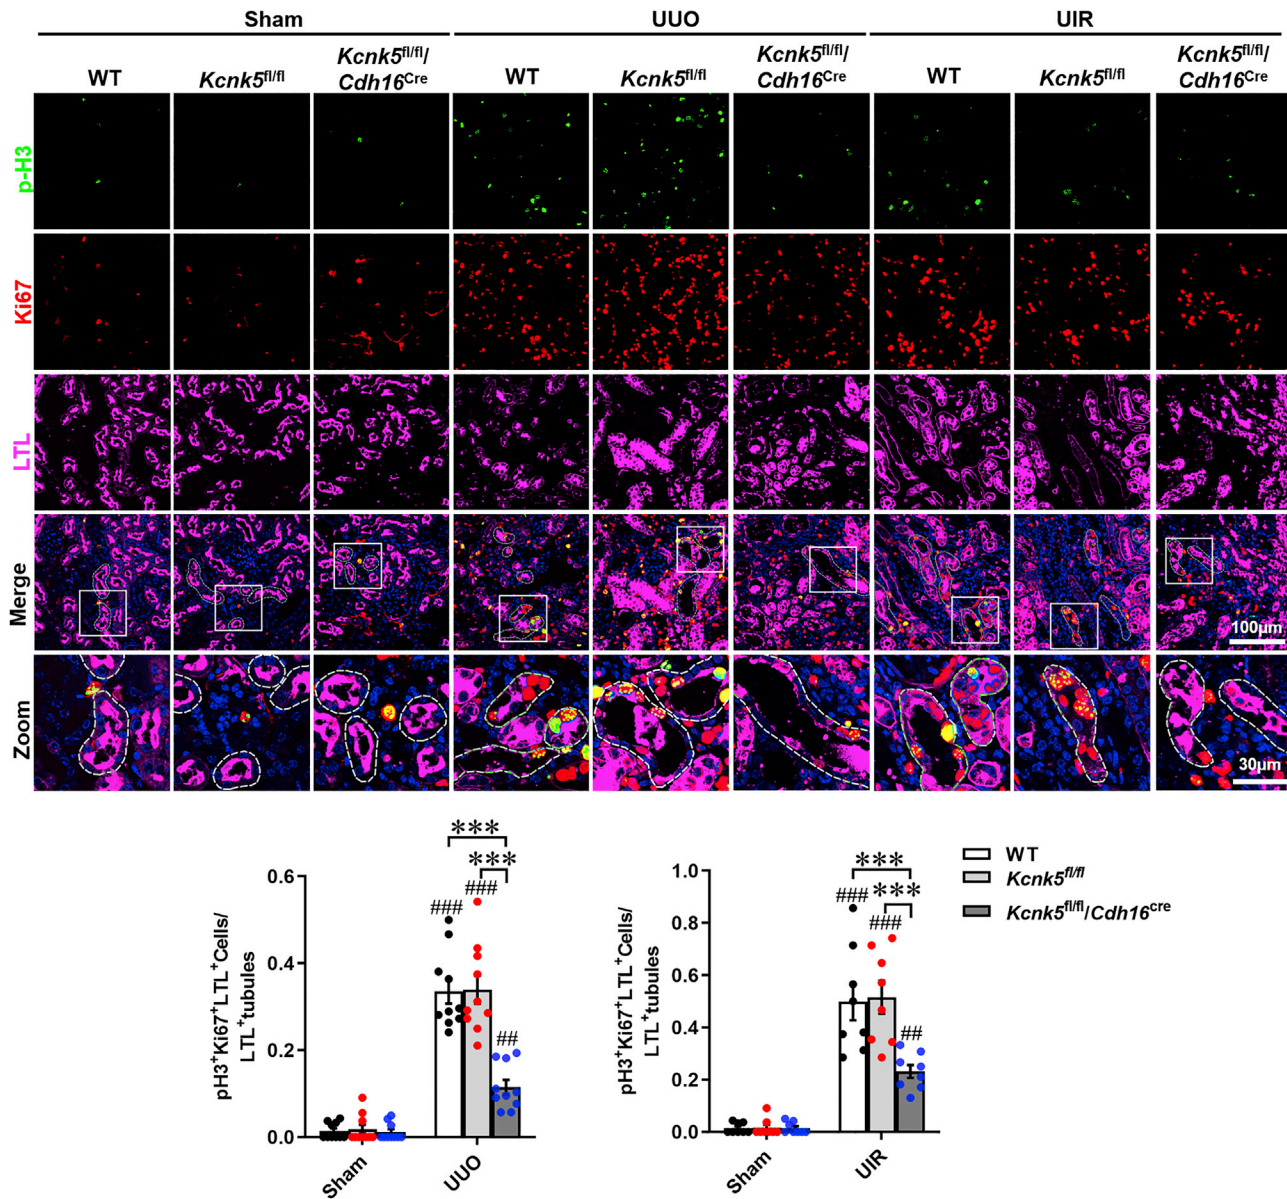 Sham UUO UIR
WT Kcnk5fl/fl Kcnk5fl/fl/ Cdh16Cre WT Kcnk5fl/fl Kcnk5fl/fl/ Cdh16Cre WT Kcnk5fl/fl Kcnk5fl/fl/ Cdh16Cre
p-H3
Ki67
LTL
Merge
100μm
Zoom
30μm
pH3+Ki67+LTL+Cells/
LTL+tubules
0.6
0.4
0.2
0.0
***
***
###
###
##
Sham
UUO
pH3+Ki67+LTL+Cells/
LTL+tubules
1.0
0.8
0.6
0.4
0.2
0.0
***
***
###
###
##
Sham
UIR
WT
Kcnk5fl/fl
Kcnk5fl/fl/Cdh16cre